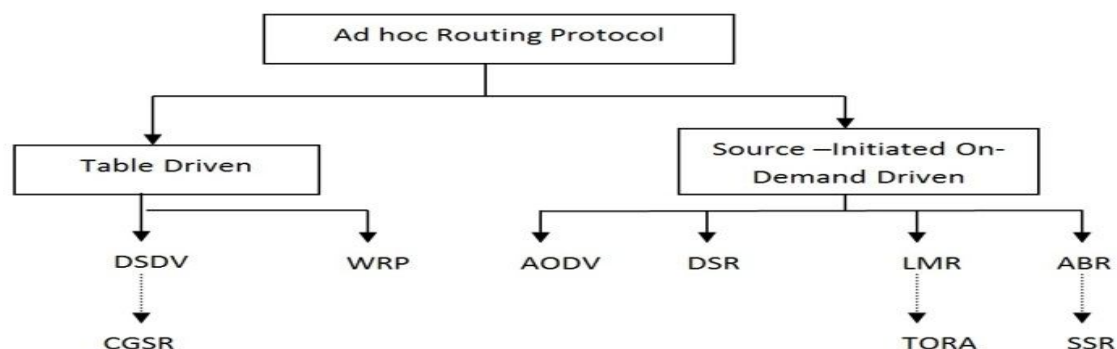 Ad hoc Routing Protocol
Table Driven
Source –Initiated On-
Demand Driven
DSDV
WRP
AODV
DSR
LMR
ABR
CGSR
TORA
SSR